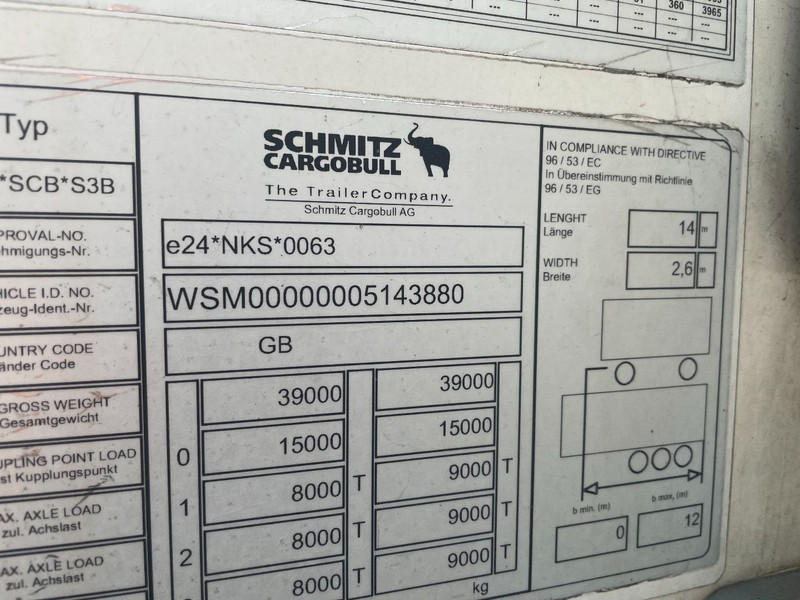 360 3965
--- --- ---
--- --- ---
Typ
*SCB*S3B
PROVAL-NO.
hmigungs-Nr.
HICLE I.D. NO.
zeug-Ident.-Nr.
UNTRY CODE
änder Code
GROSS WEIGHT
Gesamtgewicht
UPLING POINT LOAD
st Kupplungspunkt
AX. AXLE LOAD
zul. Achslast
AX. AXLE LOAD
zul. Achslast
SCHMITZ
CARGOBULL
The TrailerCompany.
Schmitz Cargobull AG
e24*NKS*0063
WSM00000005143880
GB
39000 39000
0 15000 15000
1 8000 T 9000 T
2 8000 T 9000 T
8000 T 9000 T
kg
IN COMPLIANCE WITH DIRECTIVE
96 / 53 / EC
In Übereinstimmung mit Richtlinie
96 / 53 / EG
LENGHT
Länge
14 m
WIDTH
Breite
2,6 m
b min. (m) b max, (m)
0 12